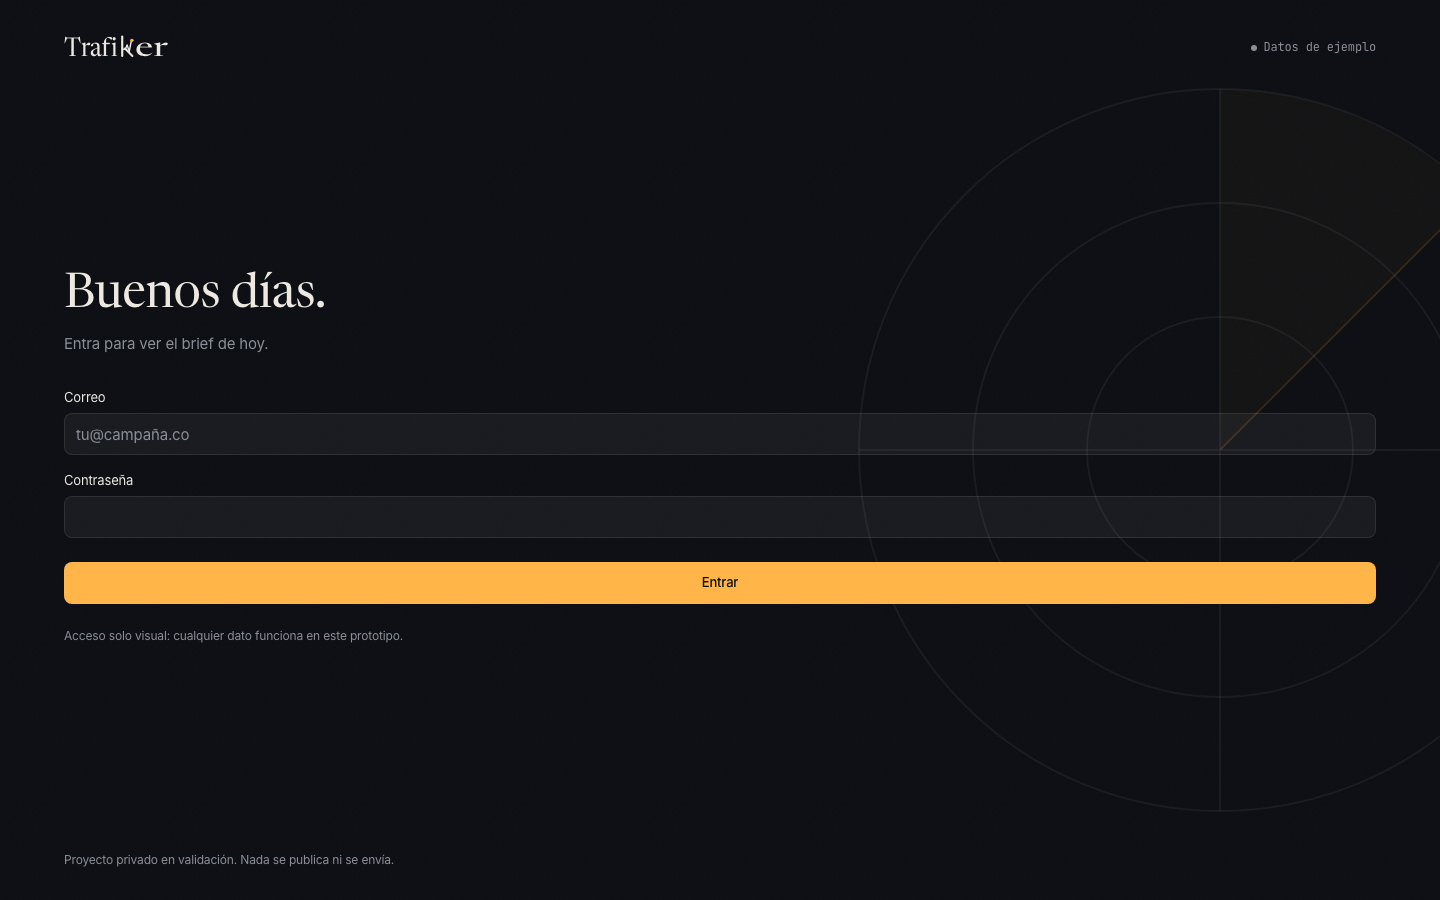 Trafiker
Datos de ejemplo
Buenos días.
Entra para ver el brief de hoy.
Correo
tu@campaña.co
Contraseña
Entrar
Acceso solo visual: cualquier dato funciona en este prototipo.
Proyecto privado en validación. Nada se publica ni se envía.